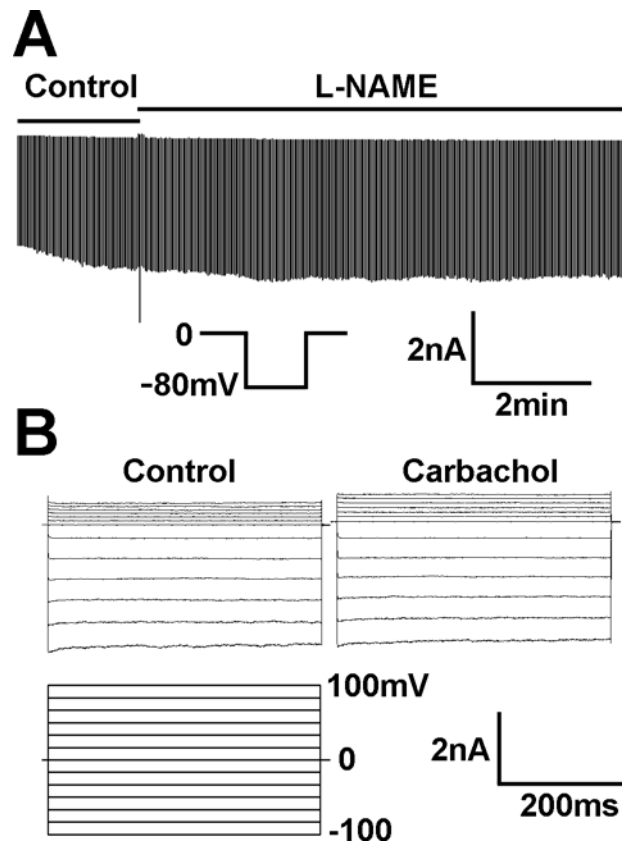 A
Control L-NAME
0
-80mV
2nA
2min
B
Control Carbachol
100mV
0
-100
2nA
200ms